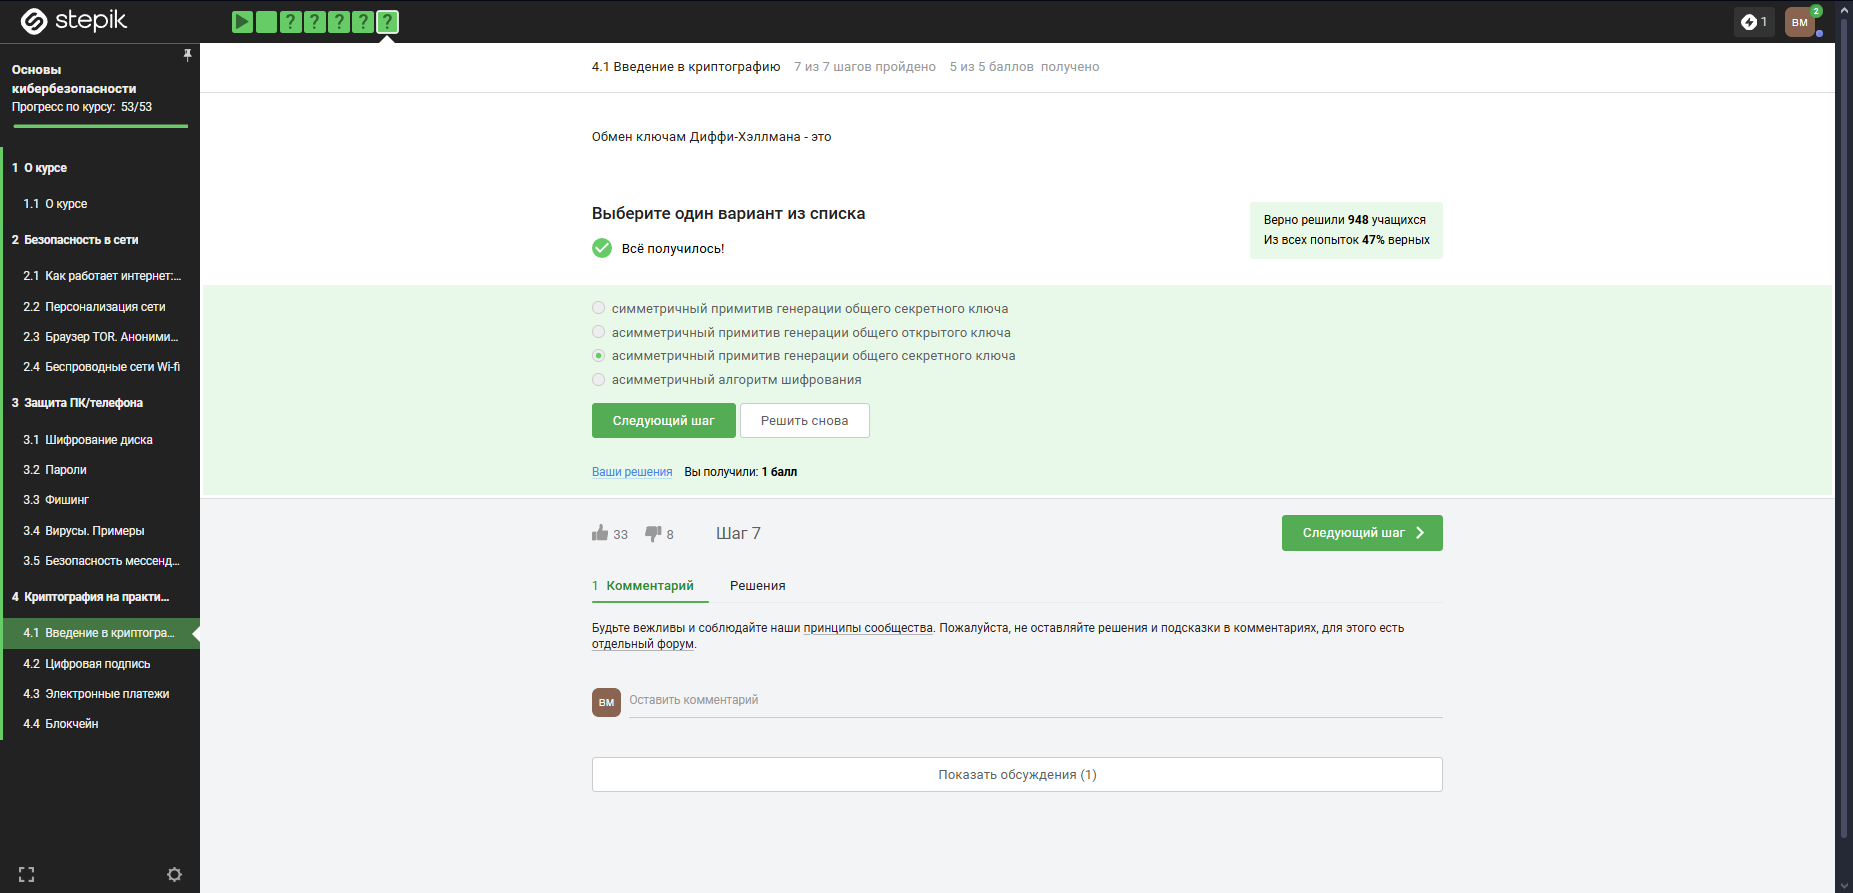 stepik
? ? ? ? ?
1
ВМ
2
Основы
кибербезопасности
Прогресс по курсу: 53/53
1 О курсе
1.1 О курсе
2 Безопасность в сети
2.1 Как работает интернет:...
2.2 Персонализация сети
2.3 Браузер TOR. Аноними...
2.4 Беспроводные сети Wi-fi
3 Защита ПК/телефона
3.1 Шифрование диска
3.2 Пароли
3.3 Фишинг
3.4 Вирусы. Примеры
3.5 Безопасность мессенд...
4 Криптография на практи...
4.1 Введение в криптогра...
4.2 Цифровая подпись
4.3 Электронные платежи
4.4 Блокчейн
4.1 Введение в криптографию 7 из 7 шагов пройдено 5 из 5 баллов получено
Обмен ключам Диффи-Хэллмана - это
Выберите один вариант из списка
Всё получилось!
Верно решили 948 учащихся
Из всех попыток 47% верных
симметричный примитив генерации общего секретного ключа
асимметричный примитив генерации общего открытого ключа
асимметричный примитив генерации общего секретного ключа
асимметричный алгоритм шифрования
Следующий шаг Решить снова
Ваши решения Вы получили: 1 балл
33 8 Шаг 7 Следующий шаг
1 Комментарий Решения
Будьте вежливы и соблюдайте наши принципы сообщества. Пожалуйста, не оставляйте решения и подсказки в комментариях, для этого есть
отдельный форум.
ВМ Оставить комментарий
Показать обсуждения (1)